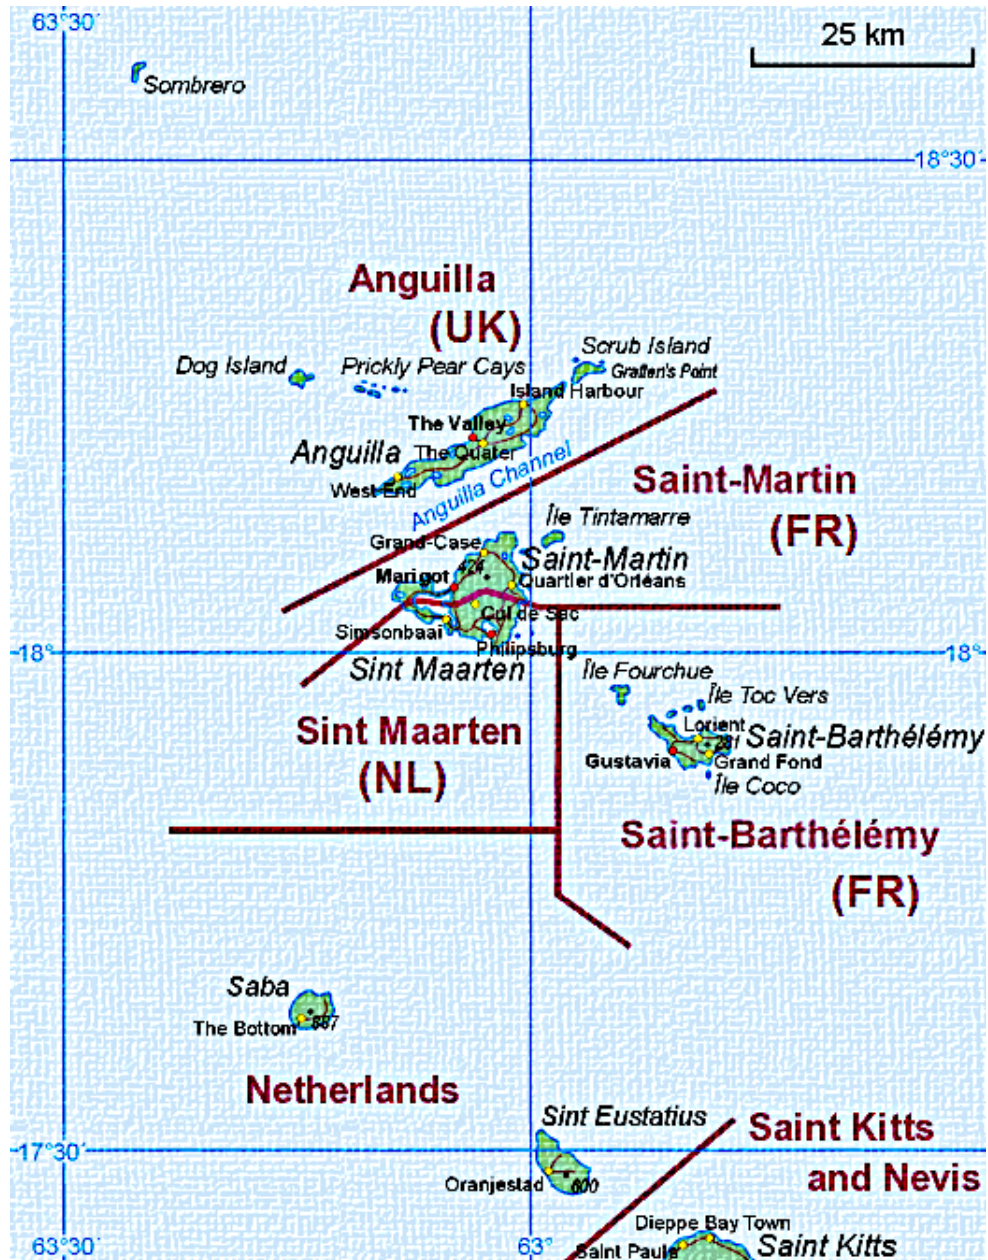 63°30´
25 km
Sombrero
18°30´
Anguilla
(UK)
Scrub Island
Dog Island
Prickly Pear Cays
Graften's Point
Island Harbour
The Valley
Anguilla
The Quater
West End
Anguilla Channel
Saint-Martin
(FR)
Île Tintamarre
Grand-Case
Saint-Martin
424
Marigot
Quartier d'Orléans
Cul de Sac
Simsonbaai
Philipsburg
18°
18°
Sint Maarten
Île Fourchue
Île Toc Vers
Sint Maarten
(NL)
Lorient
281
Saint-Barthélémy
Gustavia
Grand Fond
Île Coco
Saint-Barthélémy
(FR)
Saba
The Bottom
887
Netherlands
Sint Eustatius
Saint Kitts
and Nevis
17°30´
Oranjestad
600
Dieppe Bay Town
63°30´
63°
Saint Pauls
Saint Kitts